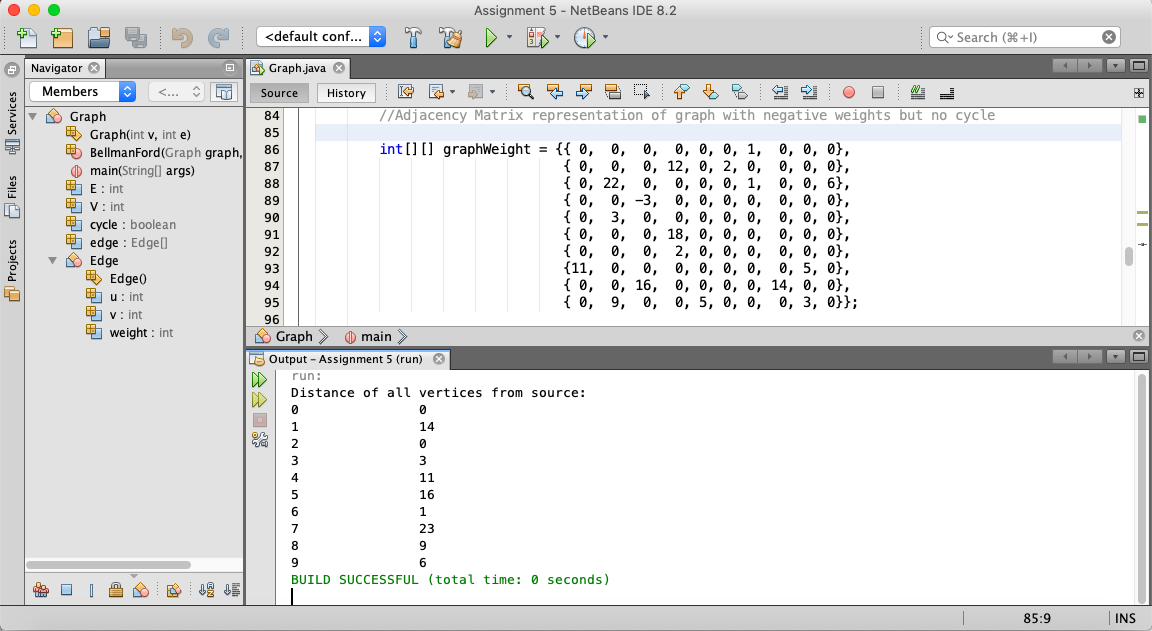 Assignment 5 - NetBeans IDE 8.2
<default conf...
Search (⌘+I)
Services
Files
Projects
Navigator
Members
<...
Graph
Graph(int v, int e)
BellmanFord(Graph graph,
main(String[] args)
E : int
V : int
cycle : boolean
edge : Edge[]
Edge
Edge()
u : int
v : int
weight : int
Graph.java
Source History
84 //Adjacency Matrix representation of graph with negative weights but no cycle
85
86 int[][] graphWeight = {{ 0, 0, 0, 0, 0, 0, 1, 0, 0, 0},
87 { 0, 0, 0, 12, 0, 2, 0, 0, 0, 0},
88 { 0, 22, 0, 0, 0, 0, 1, 0, 0, 6},
89 { 0, 0, -3, 0, 0, 0, 0, 0, 0, 0},
90 { 0, 3, 0, 0, 0, 0, 0, 0, 0, 0},
91 { 0, 0, 0, 18, 0, 0, 0, 0, 0, 0},
92 { 0, 0, 0, 2, 0, 0, 0, 0, 0, 0},
93 {11, 0, 0, 0, 0, 0, 0, 0, 5, 0},
94 { 0, 0, 16, 0, 0, 0, 0, 14, 0, 0},
95 { 0, 9, 0, 0, 5, 0, 0, 0, 3, 0}};
96
Graph main
Output - Assignment 5 (run)
run:
Distance of all vertices from source:
0 0
1 14
2 0
3 3
4 11
5 16
6 1
7 23
8 9
9 6
BUILD SUCCESSFUL (total time: 0 seconds)
85:9 INS